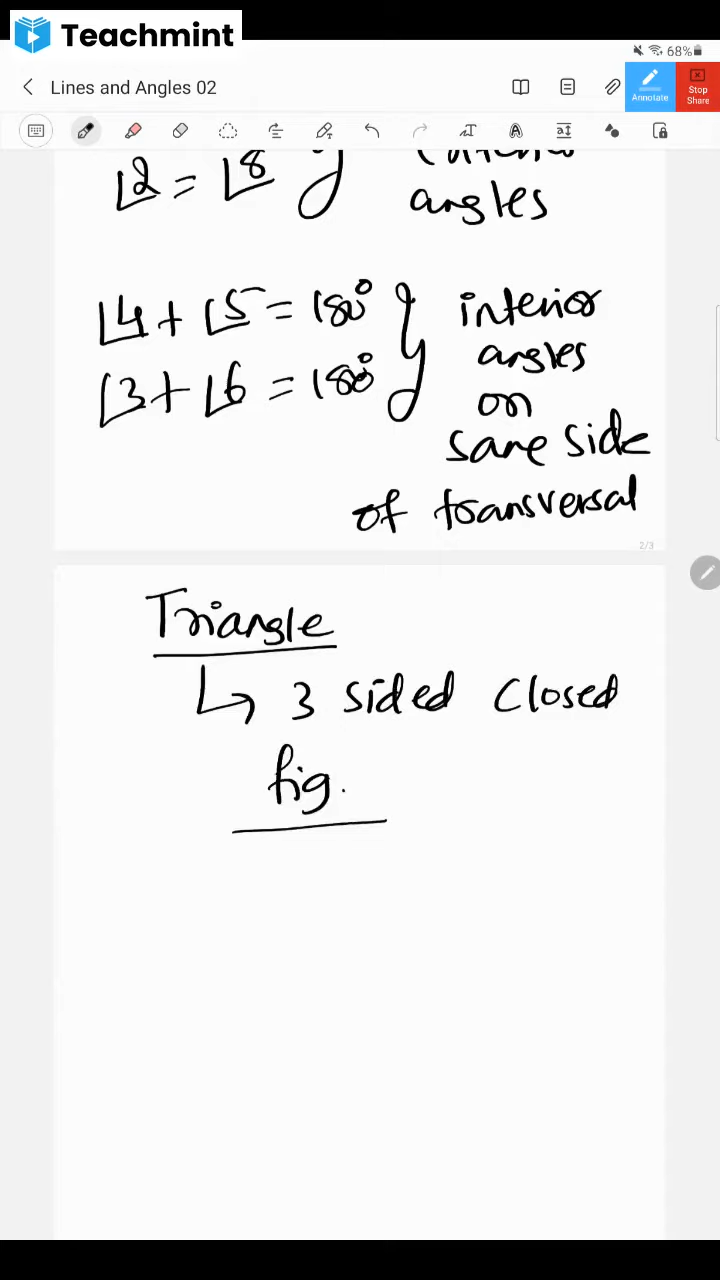 Teachmint
68%
Lines and Angles 02
Annotate
Stop Share
∠2 = ∠8
angles
∠4 + ∠5 = 180° } interior
angles
∠3 + ∠6 = 180°
on
same side
of transversal
2/3
Triangle
↳ 3 sided closed
fig.